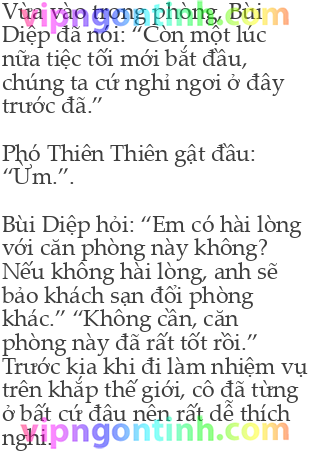 Vừa vào trong phòng, Bùi
Diệp đã nói: “Còn một lúc
nữa tiệc tối mới bắt đầu,
chúng ta cứ nghỉ ngơi ở đây
trước đã.”

Phó Thiên Thiên gật đầu:
“Ừm.”.

Bùi Diệp hỏi: “Em có hài lòng
với căn phòng này không?
Nếu không hài lòng, anh sẽ
bảo khách sạn đổi phòng
khác.” “Không cần, căn
phòng này đã rất tốt rồi.”
Trước kia khi đi làm nhiệm vụ
trên khắp thế giới, cô đã từng
ở bất cứ đâu nên rất dễ thích
nghi.
vipngontinh.com
vipngontinh.com